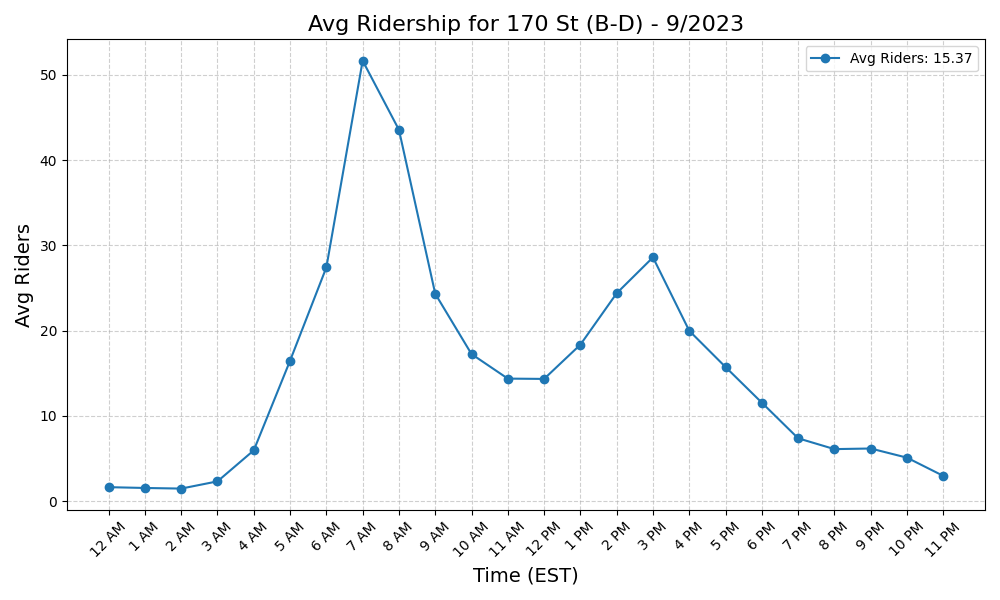 Avg Ridership for 170 St (B-D) - 9/2023
Avg Riders: 15.37
Avg Riders
50
40
30
20
10
0
12 AM
1 AM
2 AM
3 AM
4 AM
5 AM
6 AM
7 AM
8 AM
9 AM
10 AM
11 AM
12 PM
1 PM
2 PM
3 PM
4 PM
5 PM
6 PM
7 PM
8 PM
9 PM
10 PM
11 PM
Time (EST)